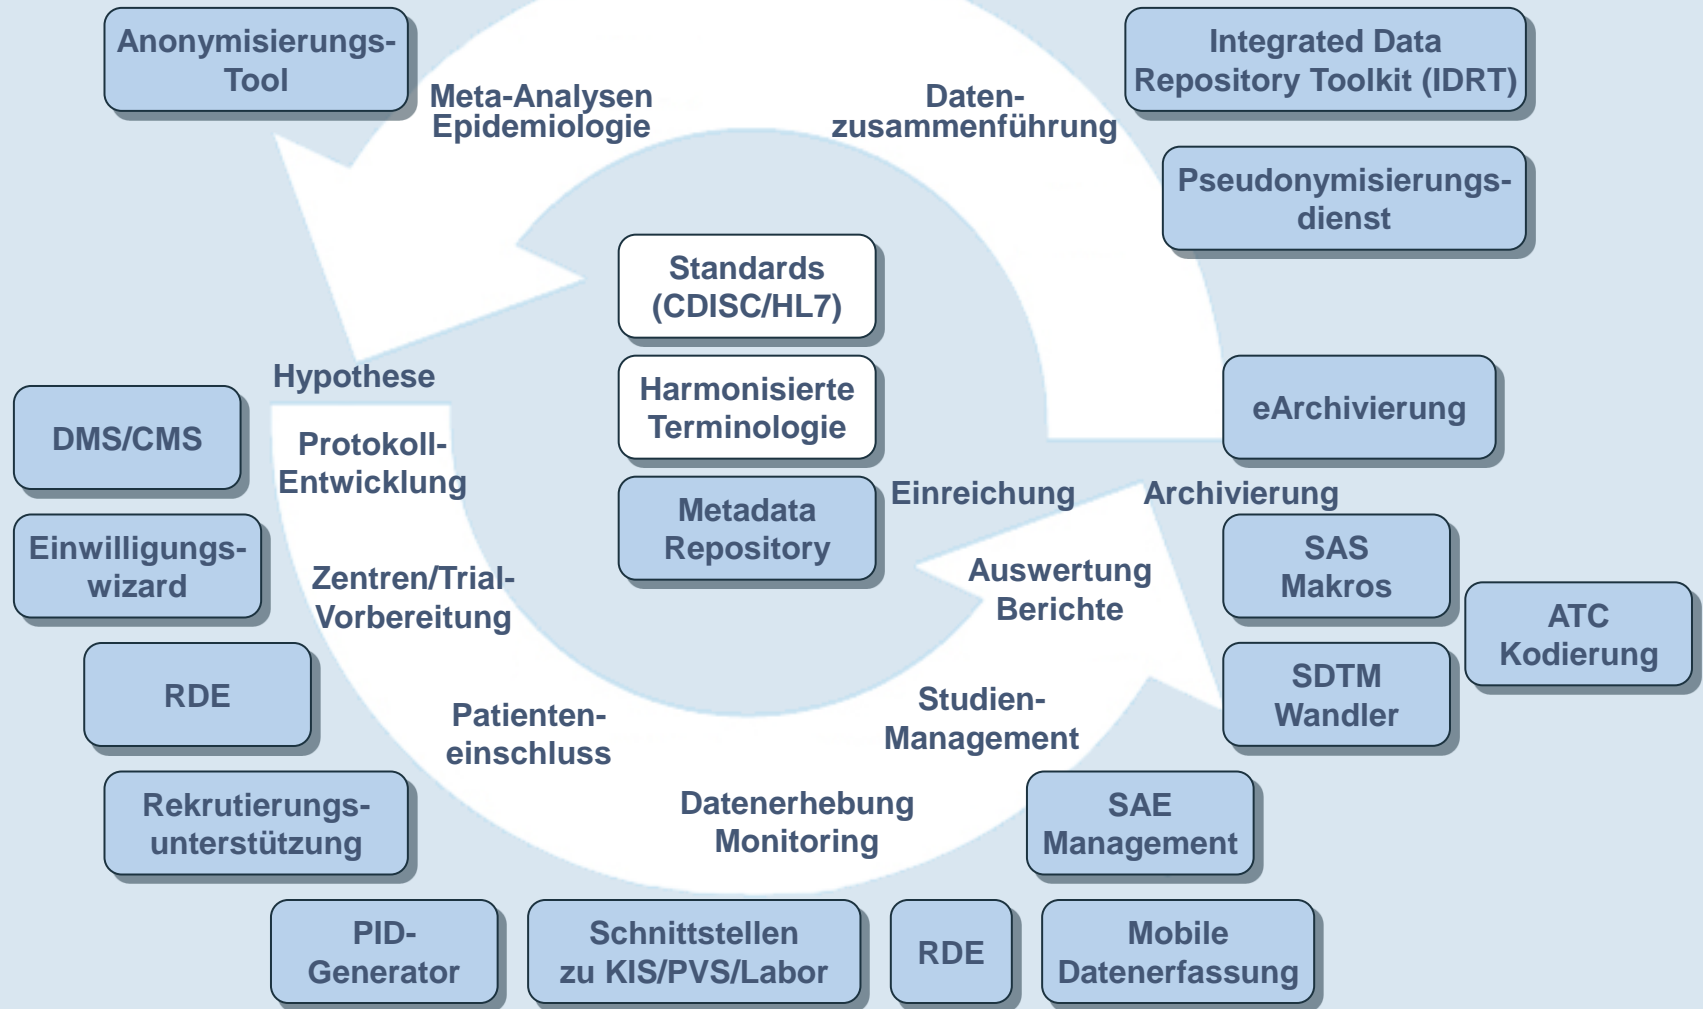 Anonymisierungs-
Tool
Meta-Analysen
Epidemiologie
Daten-
zusammenführung
Integrated Data
Repository Toolkit (IDRT)
Pseudonymisierungs-
dienst
Standards
(CDISC/HL7)
Harmonisierte
Terminologie
Metadata
Repository
Hypothese
DMS/CMS
Protokoll-
Entwicklung
Einwilligungs-
wizard
Zentren/Trial-
Vorbereitung
RDE
Patienten-
einschluss
Rekrutierungs-
unterstützung
Datenerhebung
Monitoring
PID-
Generator
Schnittstellen
zu KIS/PVS/Labor
RDE
Mobile
Datenerfassung
SAE
Management
Studien-
Management
Auswertung
Berichte
Einreichung
Archivierung
eArchivierung
SAS
Makros
ATC
Kodierung
SDTM
Wandler